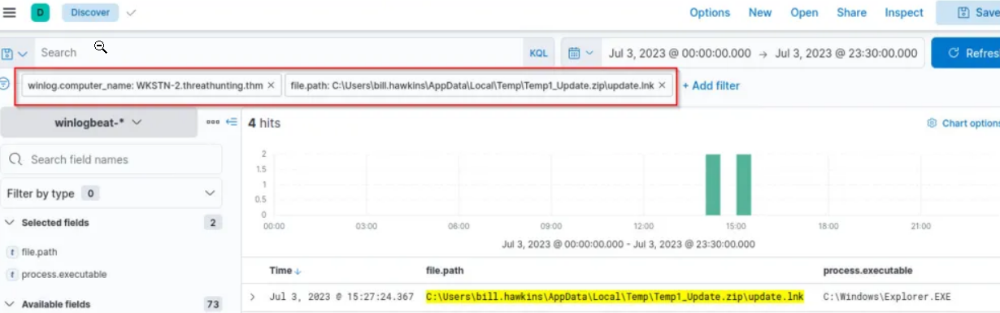 D Discover Options New Open Share Inspect Save
Search KQL Jul 3, 2023 @ 00:00:00.000 → Jul 3, 2023 @ 23:30:00.000 Refres
winlog.computer_name: WKSTN-2.threathunting.thm × file.path: C:\Users\bill.hawkins\AppData\Local\Temp\Temp1_Update.zip\update.lnk × + Add filter
winlogbeat-*
4 hits
Chart options
Search field names
Filter by type 0
Selected fields 2
t file.path
t process.executable
Available fields 73
2
1.5
1
0.5
0
00:00 03:00 06:00 09:00 12:00 15:00 18:00 21:00
Jul 3, 2023 @ 00:00:00.000 - Jul 3, 2023 @ 23:30:00.000
Time ↓ file.path process.executable
Jul 3, 2023 @ 15:27:24.367 C:\Users\bill.hawkins\AppData\Local\Temp\Temp1_Update.zip\update.lnk C:\Windows\Explorer.EXE